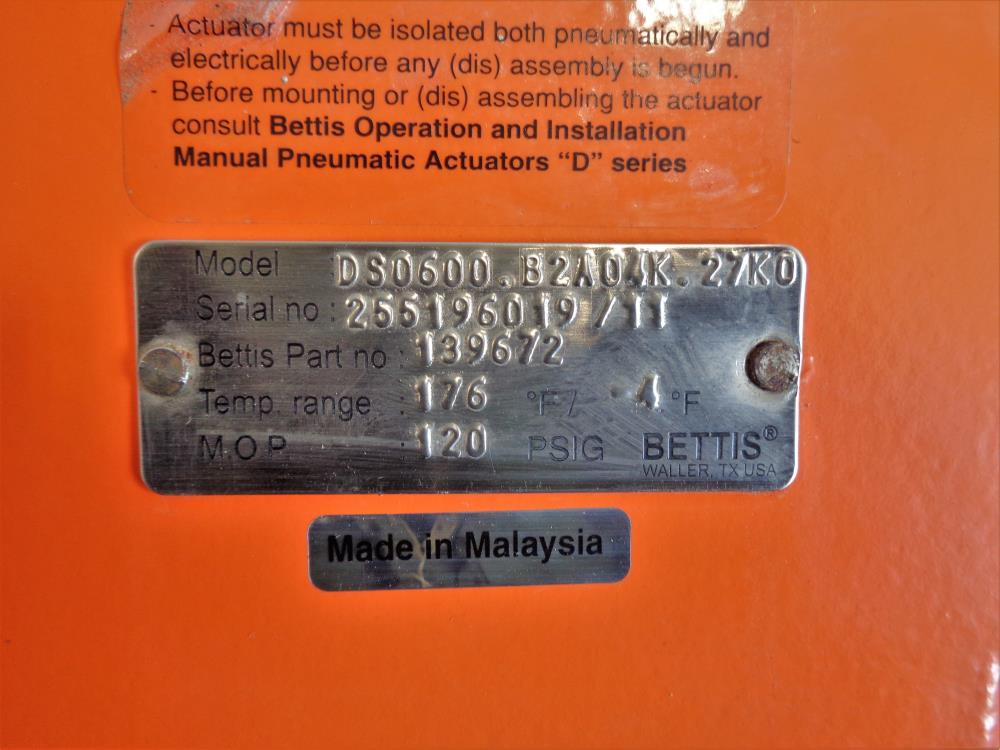 Actuator must be isolated both pneumatically and
electrically before any (dis) assembly is begun.
- Before mounting or (dis) assembling the actuator
consult Bettis Operation and Installation
Manual Pneumatic Actuators “D” series
Model DS0600.B2A0.K.27K0
Serial no : 255196019/11
Bettis Part no : 139672
Temp. range : 176 °F / -4 °F
M O P : 120 PSIG BETTIS®
WALLER, TX USA
Made in Malaysia